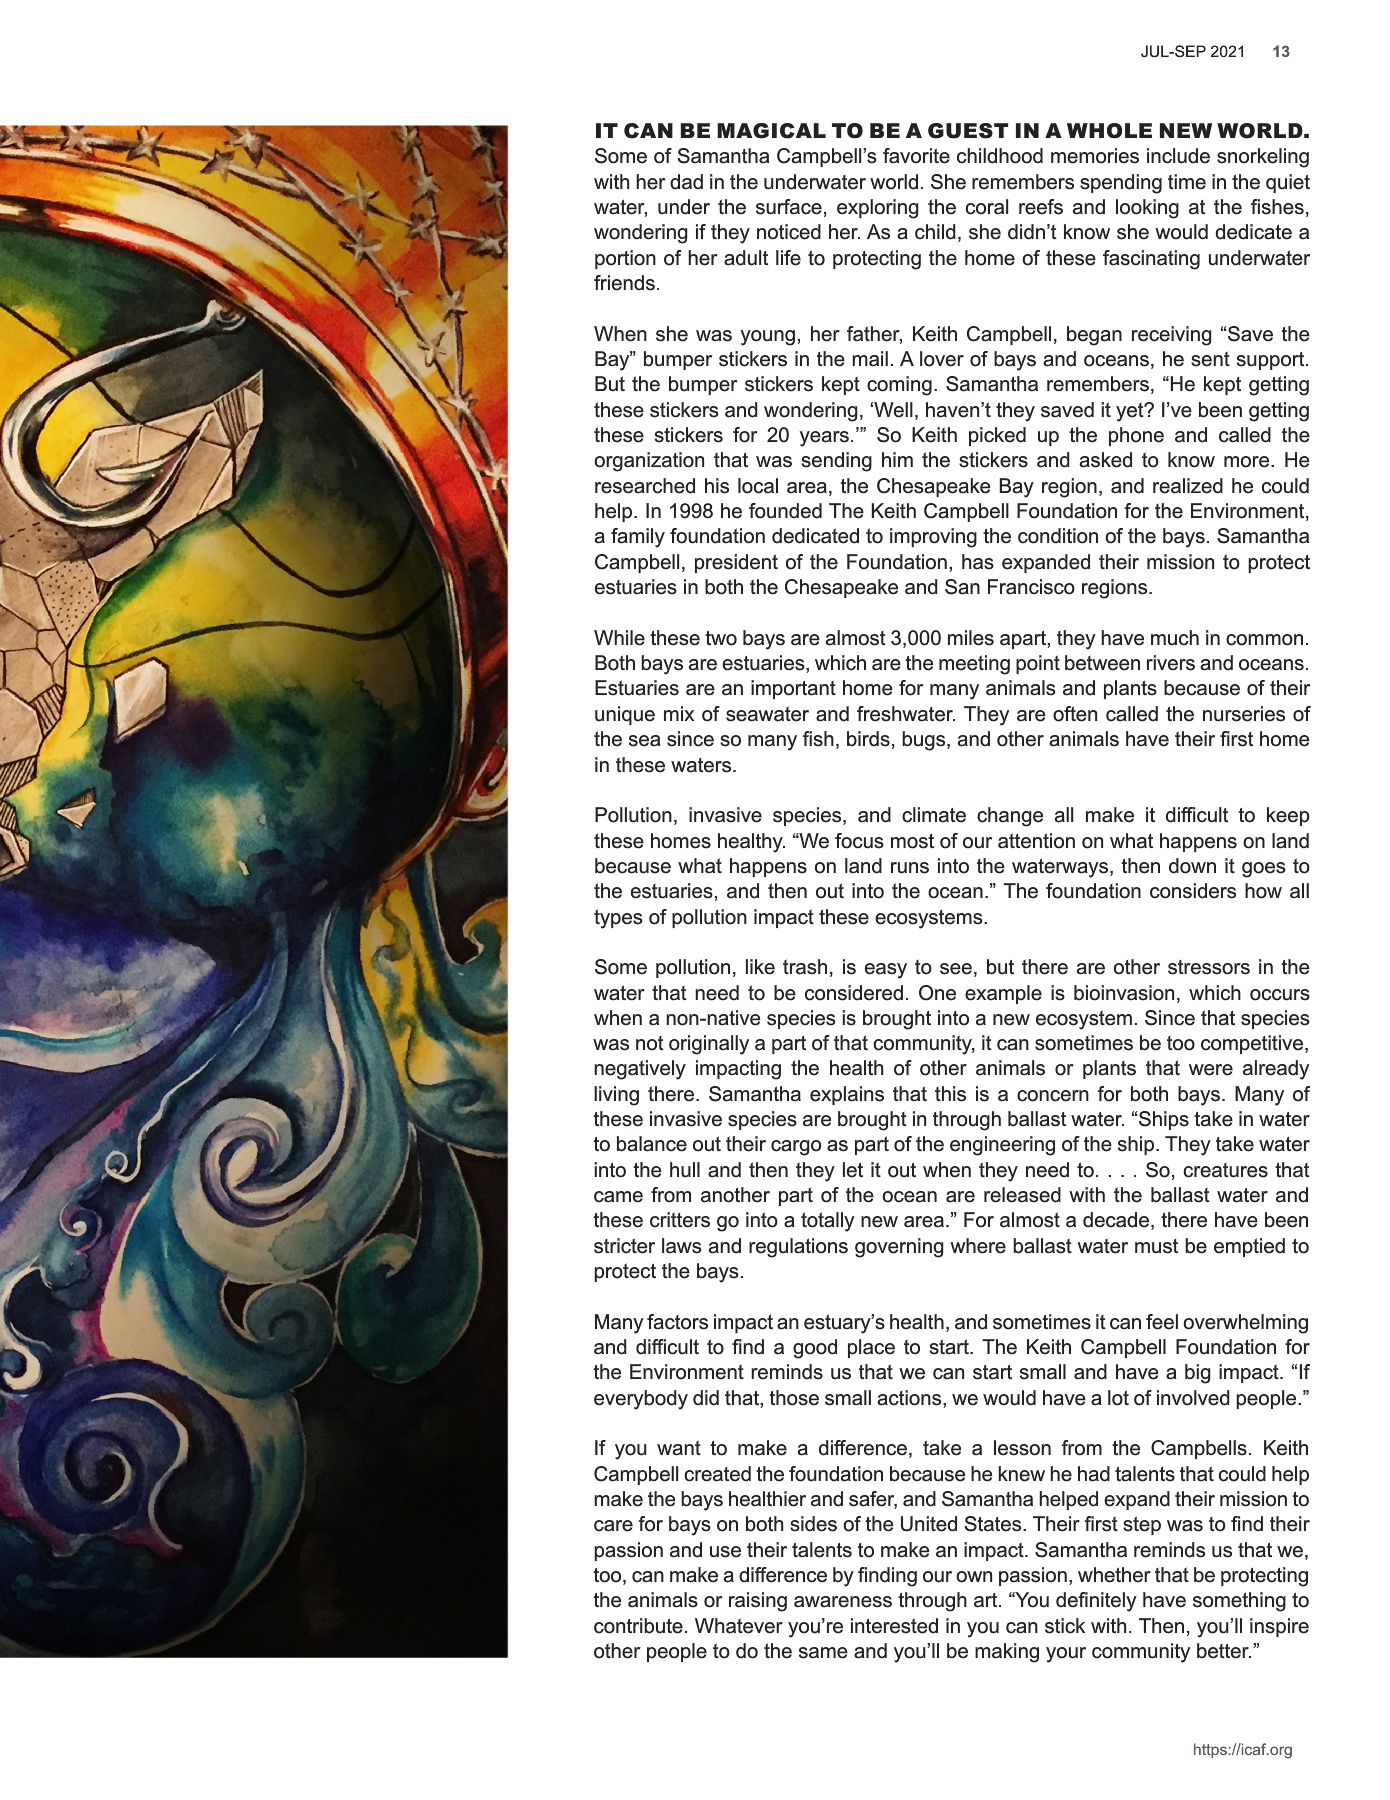 JUL-SEP 2021 13
IT CAN BE MAGICAL TO BE A GUEST IN A WHOLE NEW WORLD.
Some of Samantha Campbell’s favorite childhood memories include snorkeling
with her dad in the underwater world. She remembers spending time in the quiet
water, under the surface, exploring the coral reefs and looking at the fishes,
wondering if they noticed her. As a child, she didn’t know she would dedicate a
portion of her adult life to protecting the home of these fascinating underwater
friends.
When she was young, her father, Keith Campbell, began receiving “Save the
Bay” bumper stickers in the mail. A lover of bays and oceans, he sent support.
But the bumper stickers kept coming. Samantha remembers, “He kept getting
these stickers and wondering, ‘Well, haven’t they saved it yet? I’ve been getting
these stickers for 20 years.’” So Keith picked up the phone and called the
organization that was sending him the stickers and asked to know more. He
researched his local area, the Chesapeake Bay region, and realized he could
help. In 1998 he founded The Keith Campbell Foundation for the Environment,
a family foundation dedicated to improving the condition of the bays. Samantha
Campbell, president of the Foundation, has expanded their mission to protect
estuaries in both the Chesapeake and San Francisco regions.
While these two bays are almost 3,000 miles apart, they have much in common.
Both bays are estuaries, which are the meeting point between rivers and oceans.
Estuaries are an important home for many animals and plants because of their
unique mix of seawater and freshwater. They are often called the nurseries of
the sea since so many fish, birds, bugs, and other animals have their first home
in these waters.
Pollution, invasive species, and climate change all make it difficult to keep
these homes healthy. “We focus most of our attention on what happens on land
because what happens on land runs into the waterways, then down it goes to
the estuaries, and then out into the ocean.” The foundation considers how all
types of pollution impact these ecosystems.
Some pollution, like trash, is easy to see, but there are other stressors in the
water that need to be considered. One example is bioinvasion, which occurs
when a non-native species is brought into a new ecosystem. Since that species
was not originally a part of that community, it can sometimes be too competitive,
negatively impacting the health of other animals or plants that were already
living there. Samantha explains that this is a concern for both bays. Many of
these invasive species are brought in through ballast water. “Ships take in water
to balance out their cargo as part of the engineering of the ship. They take water
into the hull and then they let it out when they need to. . . . So, creatures that
came from another part of the ocean are released with the ballast water and
these critters go into a totally new area.” For almost a decade, there have been
stricter laws and regulations governing where ballast water must be emptied to
protect the bays.
Many factors impact an estuary’s health, and sometimes it can feel overwhelming
and difficult to find a good place to start. The Keith Campbell Foundation for
the Environment reminds us that we can start small and have a big impact. “If
everybody did that, those small actions, we would have a lot of involved people.”
If you want to make a difference, take a lesson from the Campbells. Keith
Campbell created the foundation because he knew he had talents that could help
make the bays healthier and safer, and Samantha helped expand their mission to
care for bays on both sides of the United States. Their first step was to find their
passion and use their talents to make an impact. Samantha reminds us that we,
too, can make a difference by finding our own passion, whether that be protecting
the animals or raising awareness through art. “You definitely have something to
contribute. Whatever you’re interested in you can stick with. Then, you’ll inspire
other people to do the same and you’ll be making your community better.”
https://icaf.org